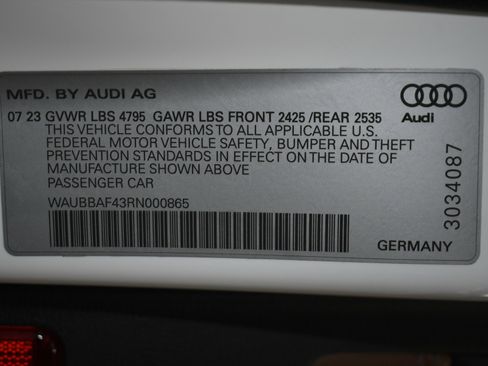 MFD. BY AUDI AG
07 23 GVWR LBS 4795 GAWR LBS FRONT 2425 /REAR 2535
THIS VEHICLE CONFORMS TO ALL APPLICABLE U.S.
FEDERAL MOTOR VEHICLE SAFETY, BUMPER AND THEFT
PREVENTION STANDARDS IN EFFECT ON THE DATE OF
MANUFACTURE SHOWN ABOVE
PASSENGER CAR
WAUBBAF43RN000865
Audi
3034087
GERMANY